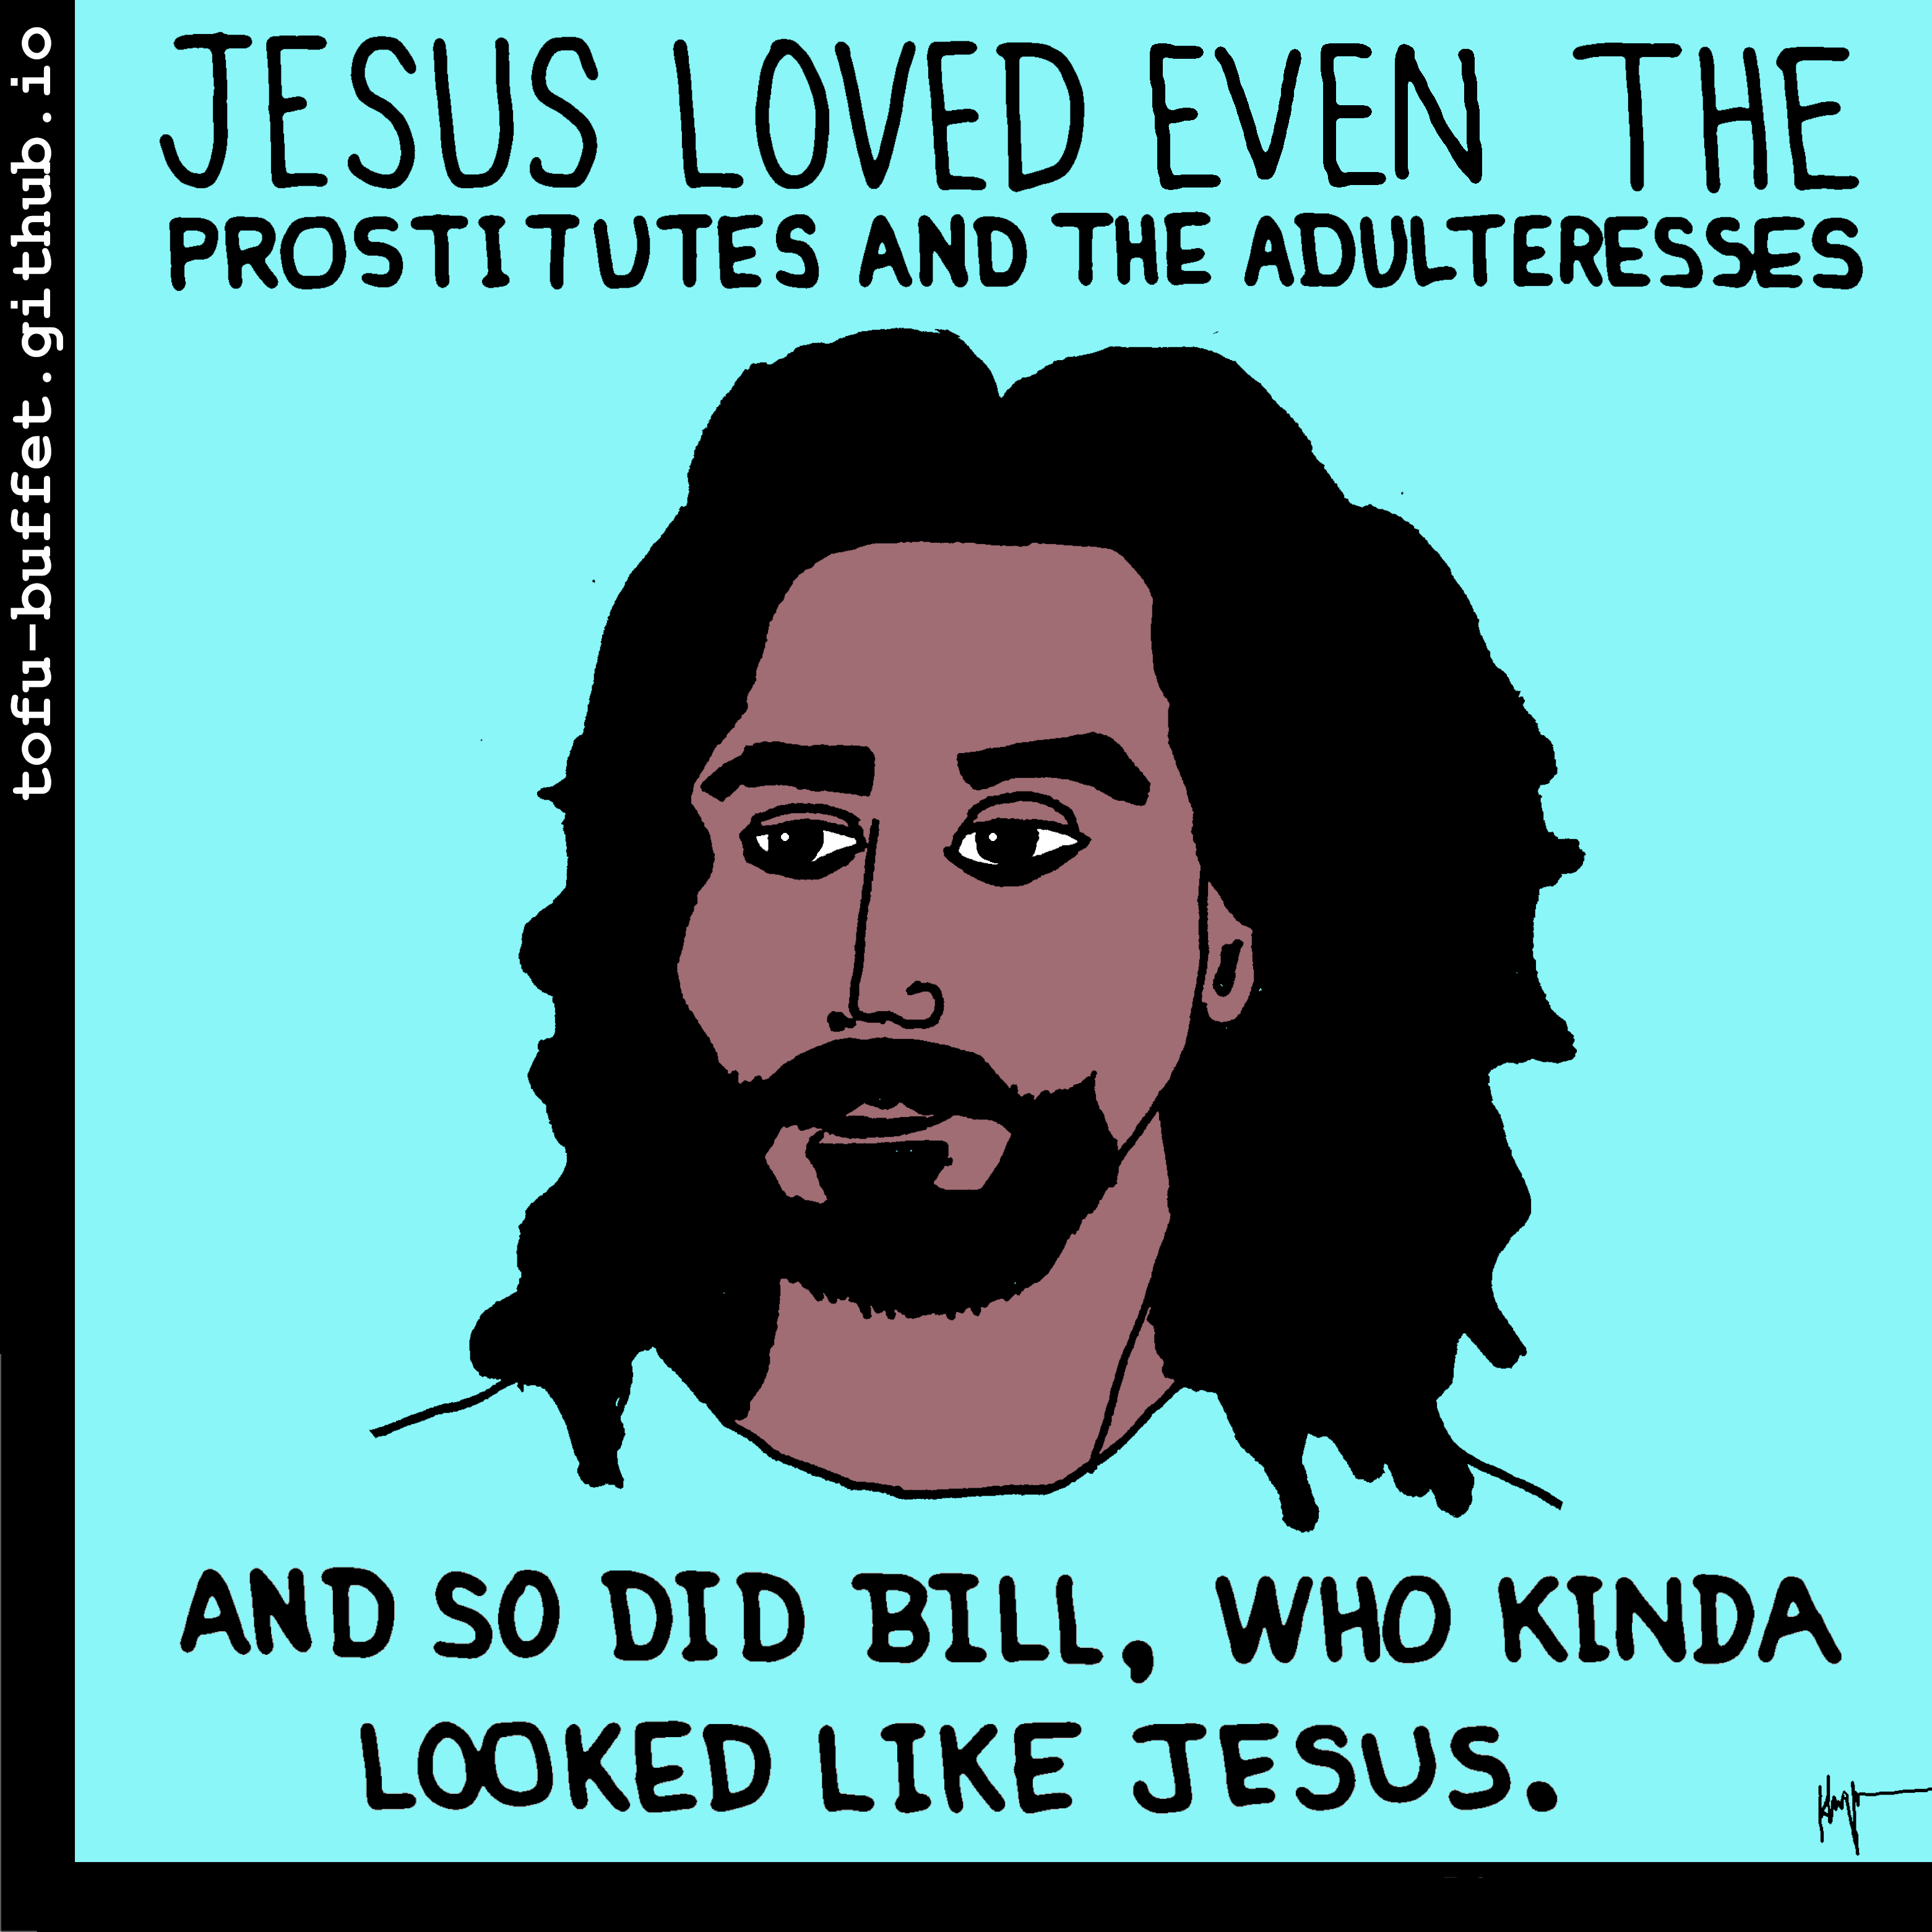 JESUS LOVED EVEN THE
PROSTITUTES AND THE ADULTERESSES
AND SO DID BILL, WHO KINDA
LOOKED LIKE JESUS.
tofu-buffet.github.io